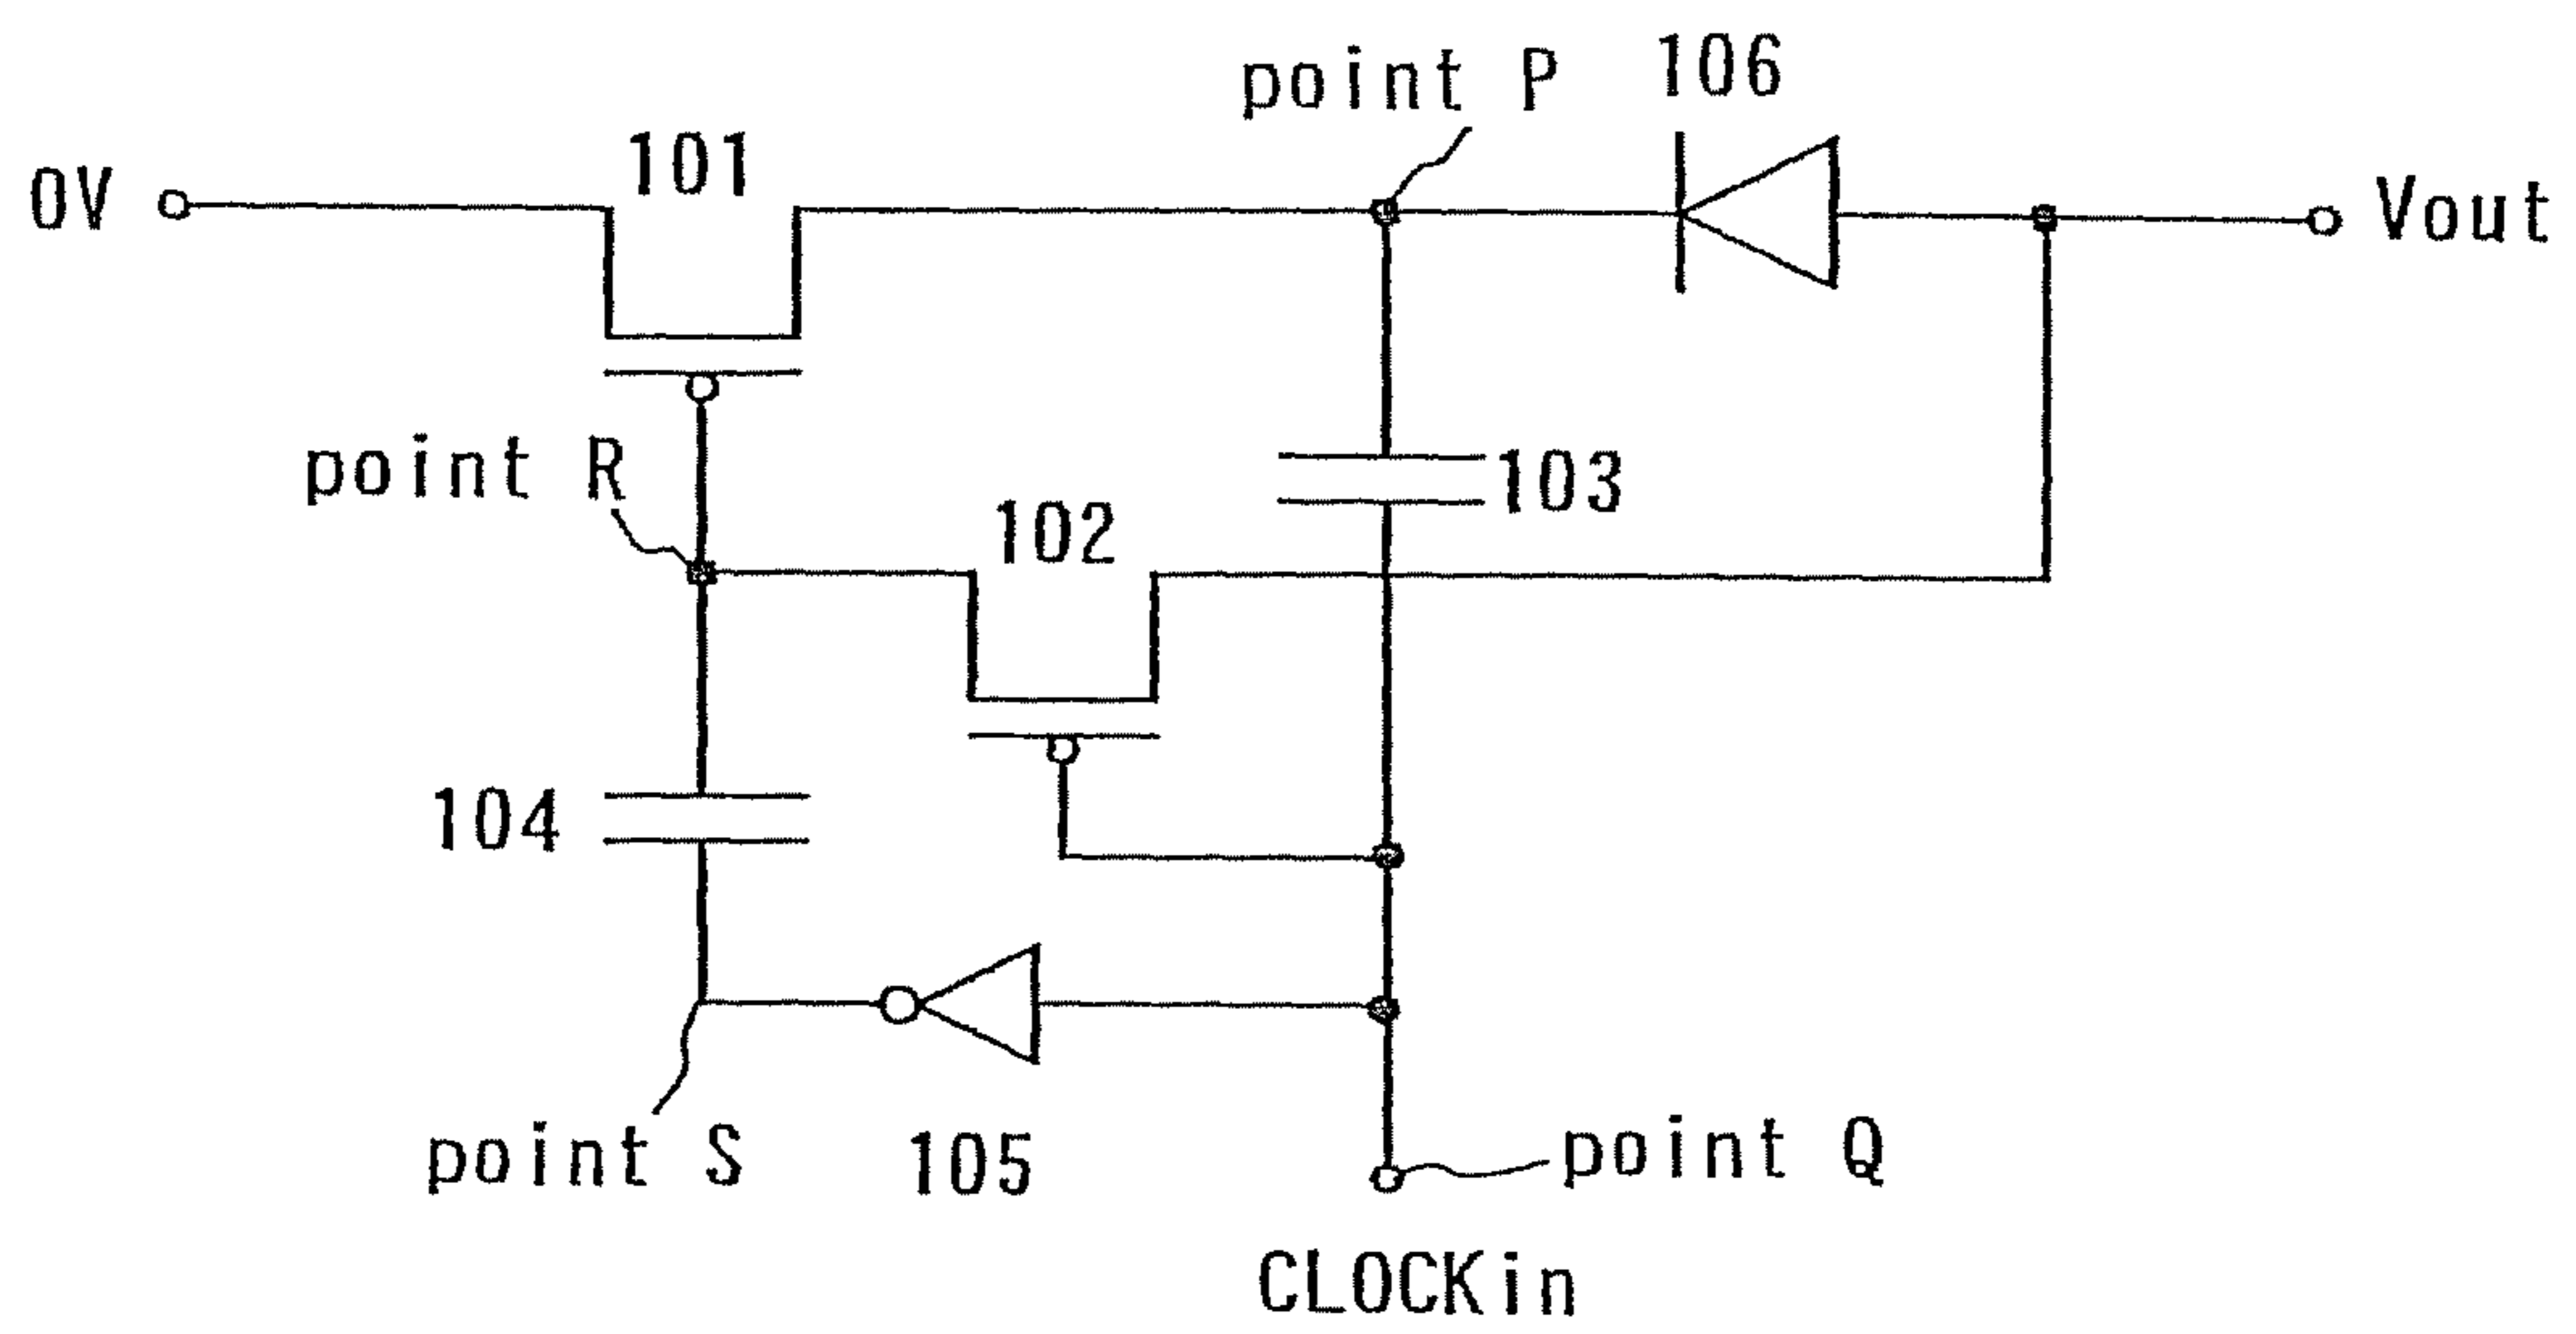 point P
106
0V
101
Vout
point R
102
103
104
point S
105
point Q
CLOCKin